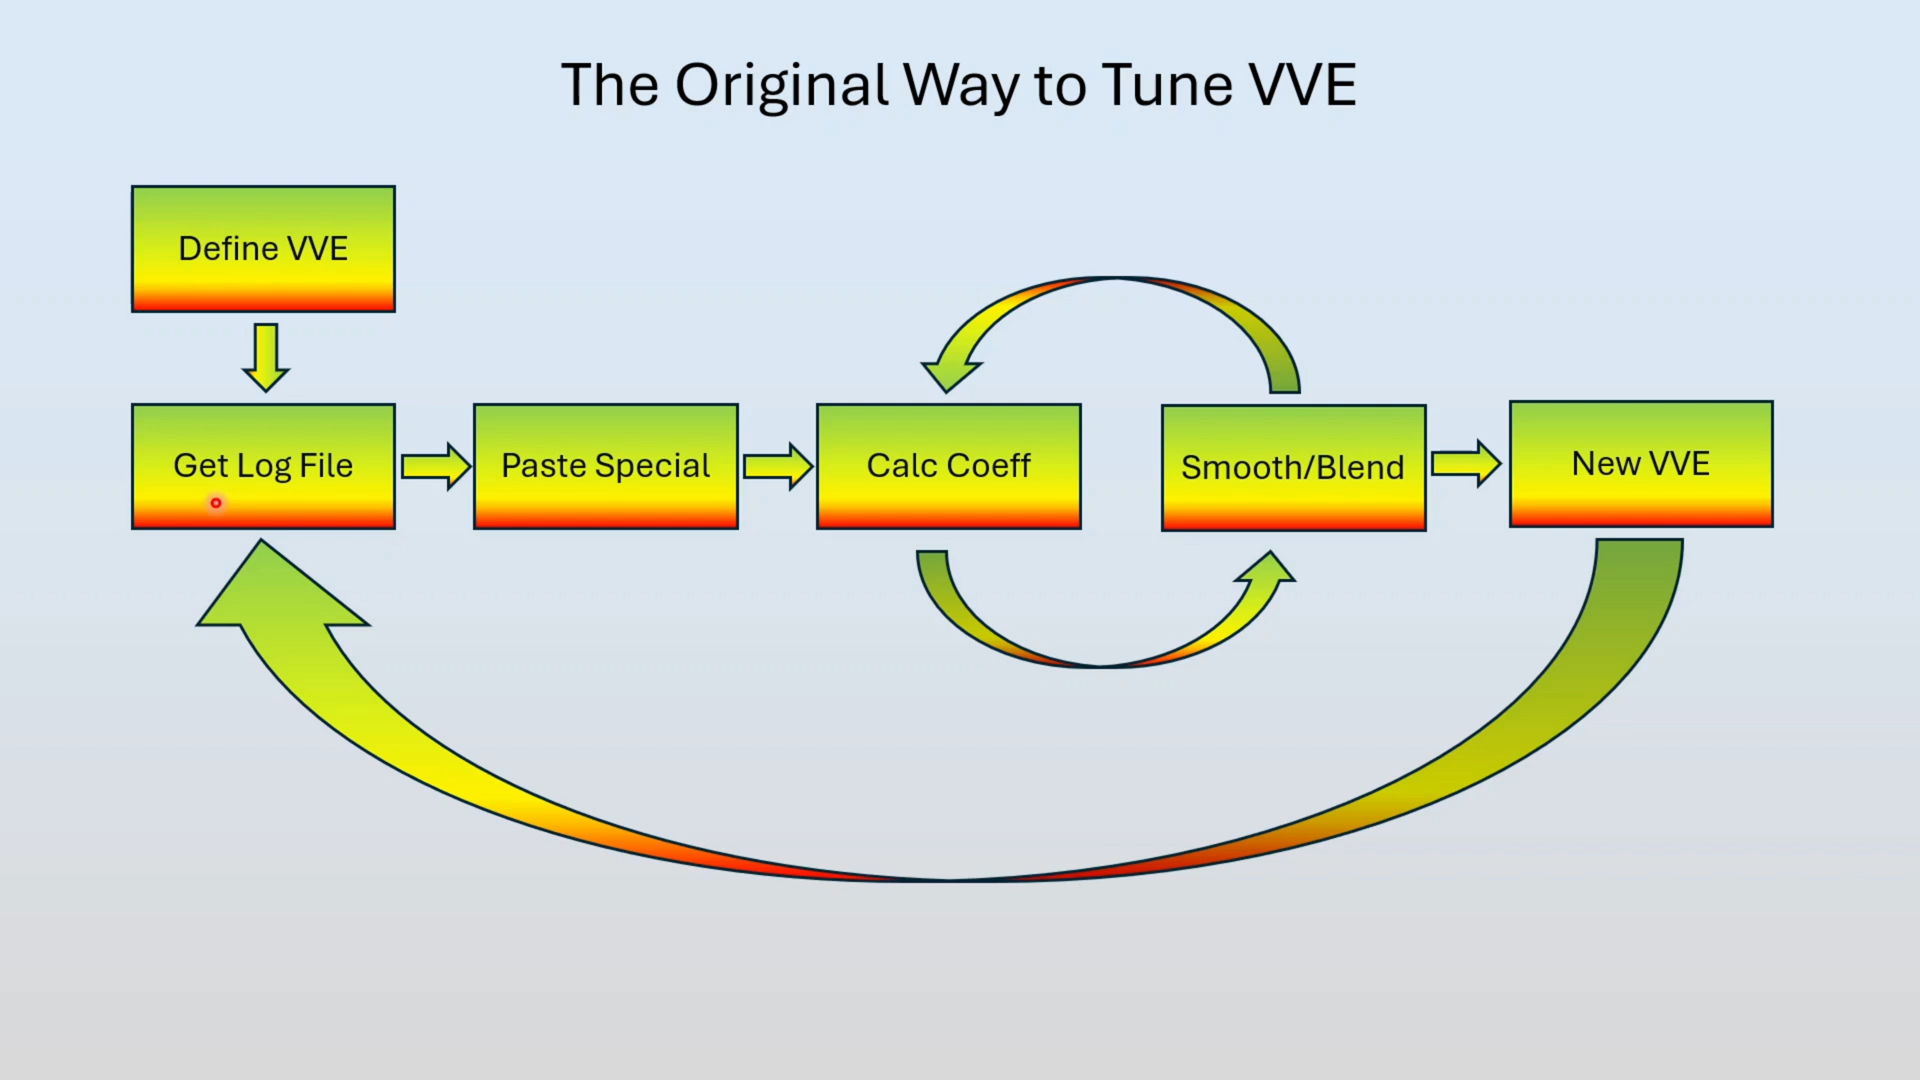 The Original Way to Tune VVE
Define VVE
Get Log File
Paste Special
Calc Coeff
Smooth/Blend
New VVE